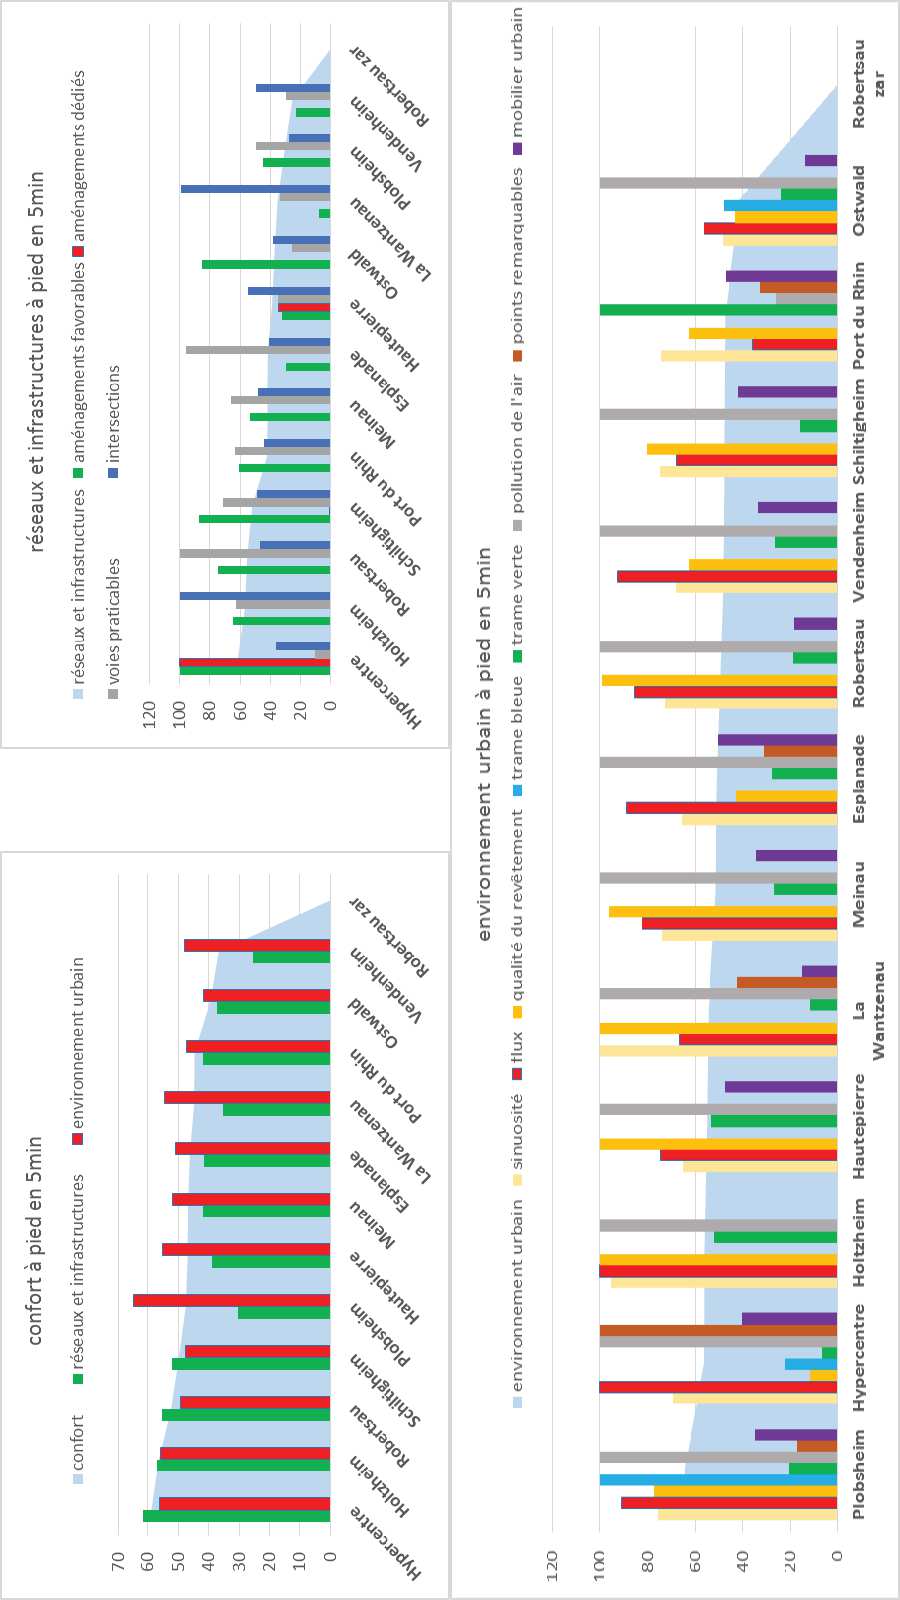 confort à pied en 5min
confort
réseaux et infrastructures
environnement urbain
70
60
50
40
30
20
10
0
Hypercentre
Holtzheim
Robertsau
Schiltigheim
Plobsheim
Hautepierre
Meinau
Esplanade
La Wantzenau
Port du Rhin
Ostwald
Vendenheim
Robertsau zar
réseaux et infrastructures à pied en 5min
réseaux et infrastructures
aménagements favorables
aménagements dédiés
voies praticables
intersections
120
100
80
60
40
20
0
Hypercentre
Holtzheim
Robertsau
Schiltigheim
Port du Rhin
Meinau
Esplanade
Hautepierre
Ostwald
La Wantzenau
Plobsheim
Vendenheim
Robertsau zar
environnement urbain à pied en 5min
environnement urbain
sinuosité
flux
qualité du revêtement
trame bleue
trame verte
pollution de l'air
points remarquables
mobilier urbain
120
100
80
60
40
20
0
Plobsheim
Hypercentre
Holtzheim
Hautepierre
La
Wantzenau
Meinau
Esplanade
Robertsau
Vendenheim
Schiltigheim
Port du Rhin
Ostwald
Robertsau
zar